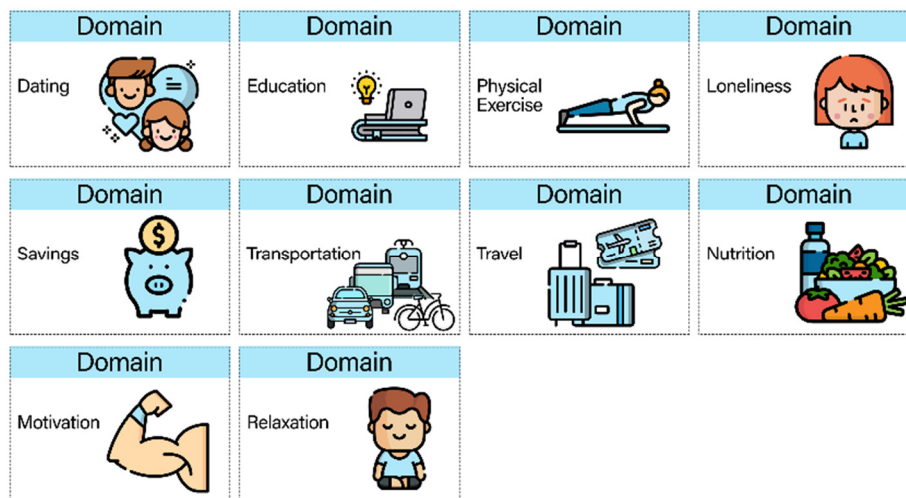 Domain
Dating
Domain
Education
Domain
Physical
Exercise
Domain
Loneliness
Domain
Savings
$
Domain
Transportation
Domain
Travel
Domain
Nutrition
Domain
Motivation
Domain
Relaxation